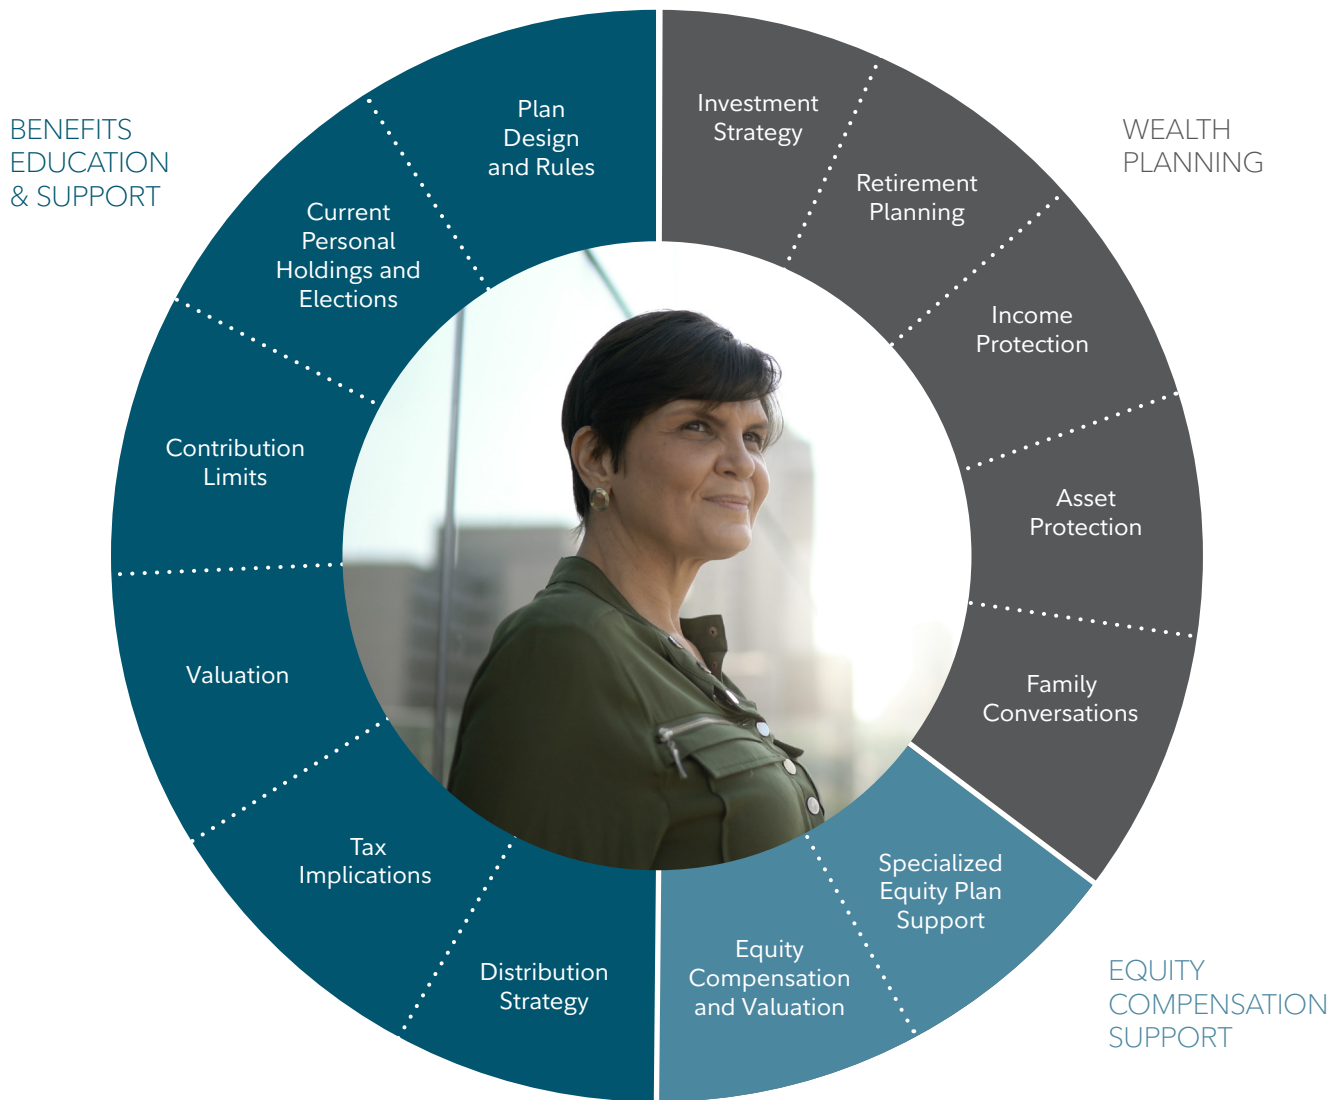 BENEFITS
EDUCATION
& SUPPORT
Plan
Design
and Rules
Current
Personal
Holdings and
Elections
Contribution
Limits
Valuation
Tax
Implications
Distribution
Strategy
WEALTH
PLANNING
Investment
Strategy
Retirement
Planning
Income
Protection
Asset
Protection
Family
Conversations
EQUITY
COMPENSATION
SUPPORT
Specialized
Equity Plan
Support
Equity
Compensation
and Valuation